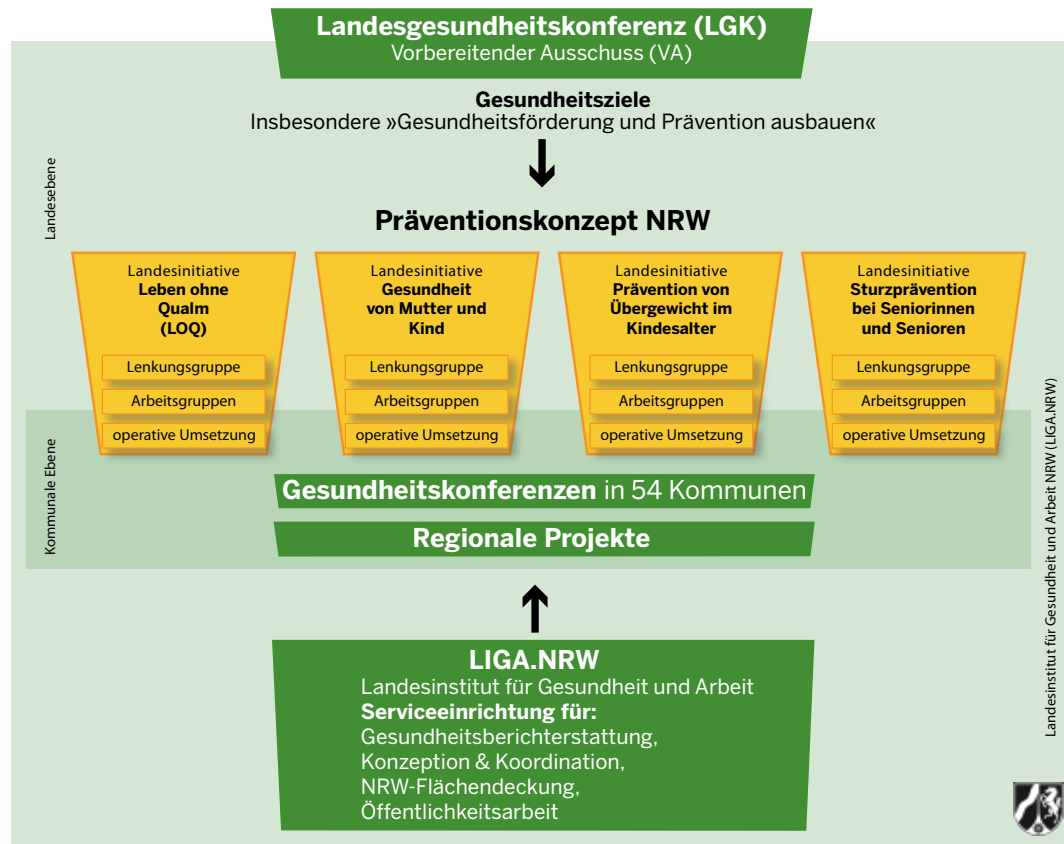 Landesgesundheitskonferenz (LGK)
Vorbereitender Ausschuss (VA)
Gesundheitsziele
Insbesondere »Gesundheitsförderung und Prävention ausbauen«
Landesebene
Präventionskonzept NRW
Landesinitiative
Leben ohne
Qualm
(LOQ)
Lenkungsgruppe
Arbeitsgruppen
operative Umsetzung
Landesinitiative
Gesundheit
von Mutter und
Kind
Lenkungsgruppe
Arbeitsgruppen
operative Umsetzung
Landesinitiative
Prävention von
Übergewicht im
Kindesalter
Lenkungsgruppe
Arbeitsgruppen
operative Umsetzung
Landesinitiative
Sturzprävention
bei Seniorinnen
und Senioren
Lenkungsgruppe
Arbeitsgruppen
operative Umsetzung
Kommunale Ebene
Gesundheitskonferenzen in 54 Kommunen
Regionale Projekte
LIGA.NRW
Landesinstitut für Gesundheit und Arbeit
Serviceeinrichtung für:
Gesundheitsberichterstattung,
Konzeption & Koordination,
NRW-Flächendeckung,
Öffentlichkeitsarbeit
Landesinstitut für Gesundheit und Arbeit NRW (LIGA.NRW)